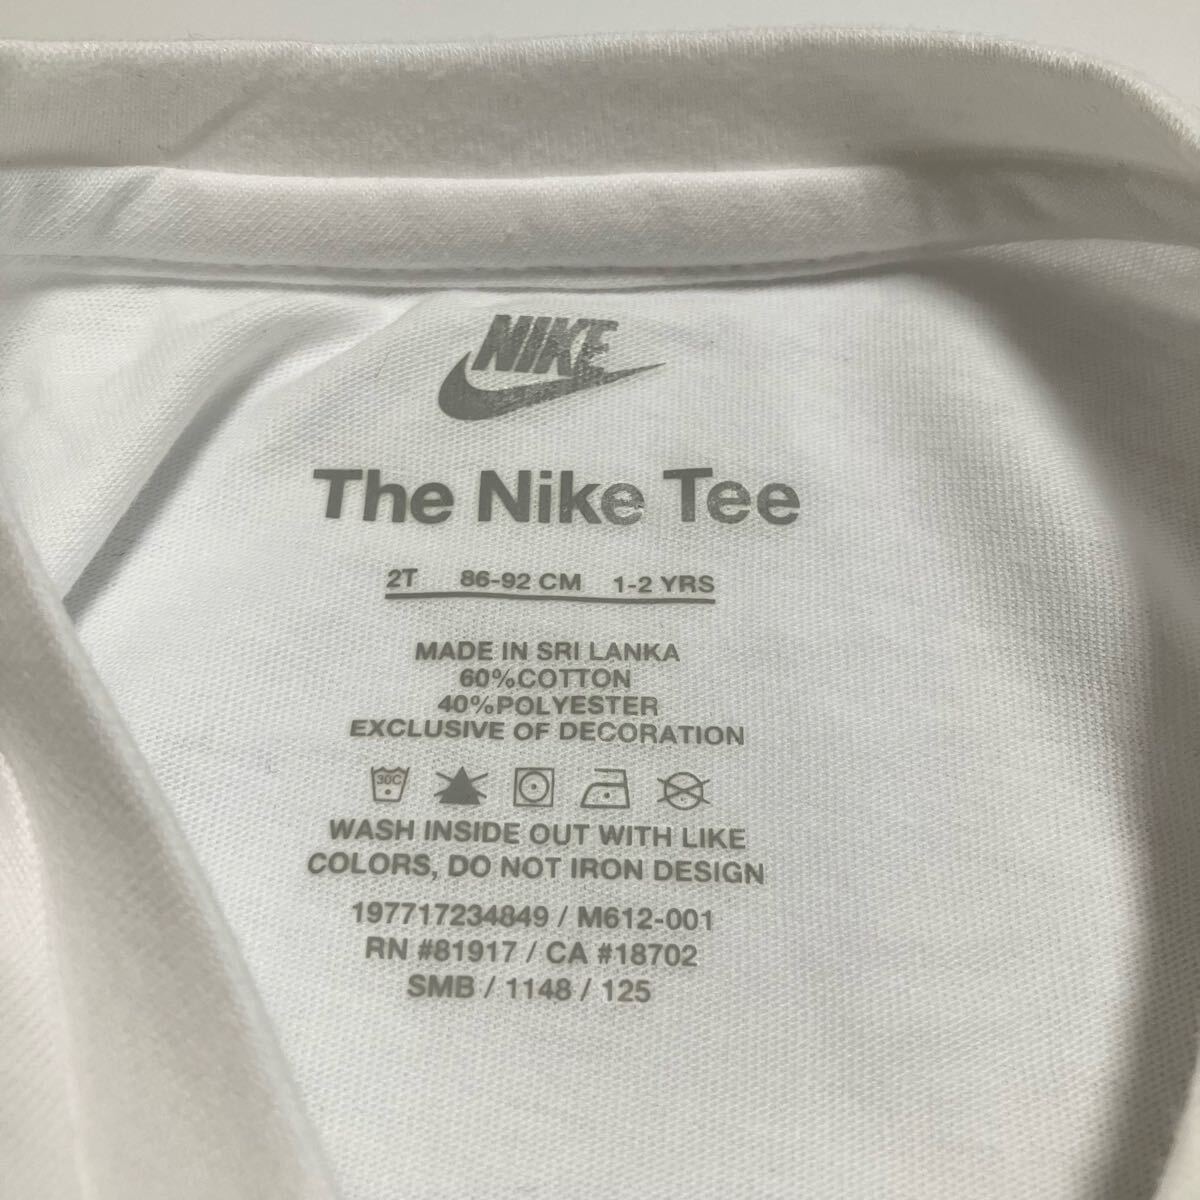 NIKE
The Nike Tee
2T 86-92 CM 1-2 YRS
MADE IN SRI LANKA
60%COTTON
40%POLYESTER
EXCLUSIVE OF DECORATION
30C
WASH INSIDE OUT WITH LIKE
COLORS, DO NOT IRON DESIGN
197717234849 / M612-001
RN #81917 / CA #18702
SMB / 1148 / 125